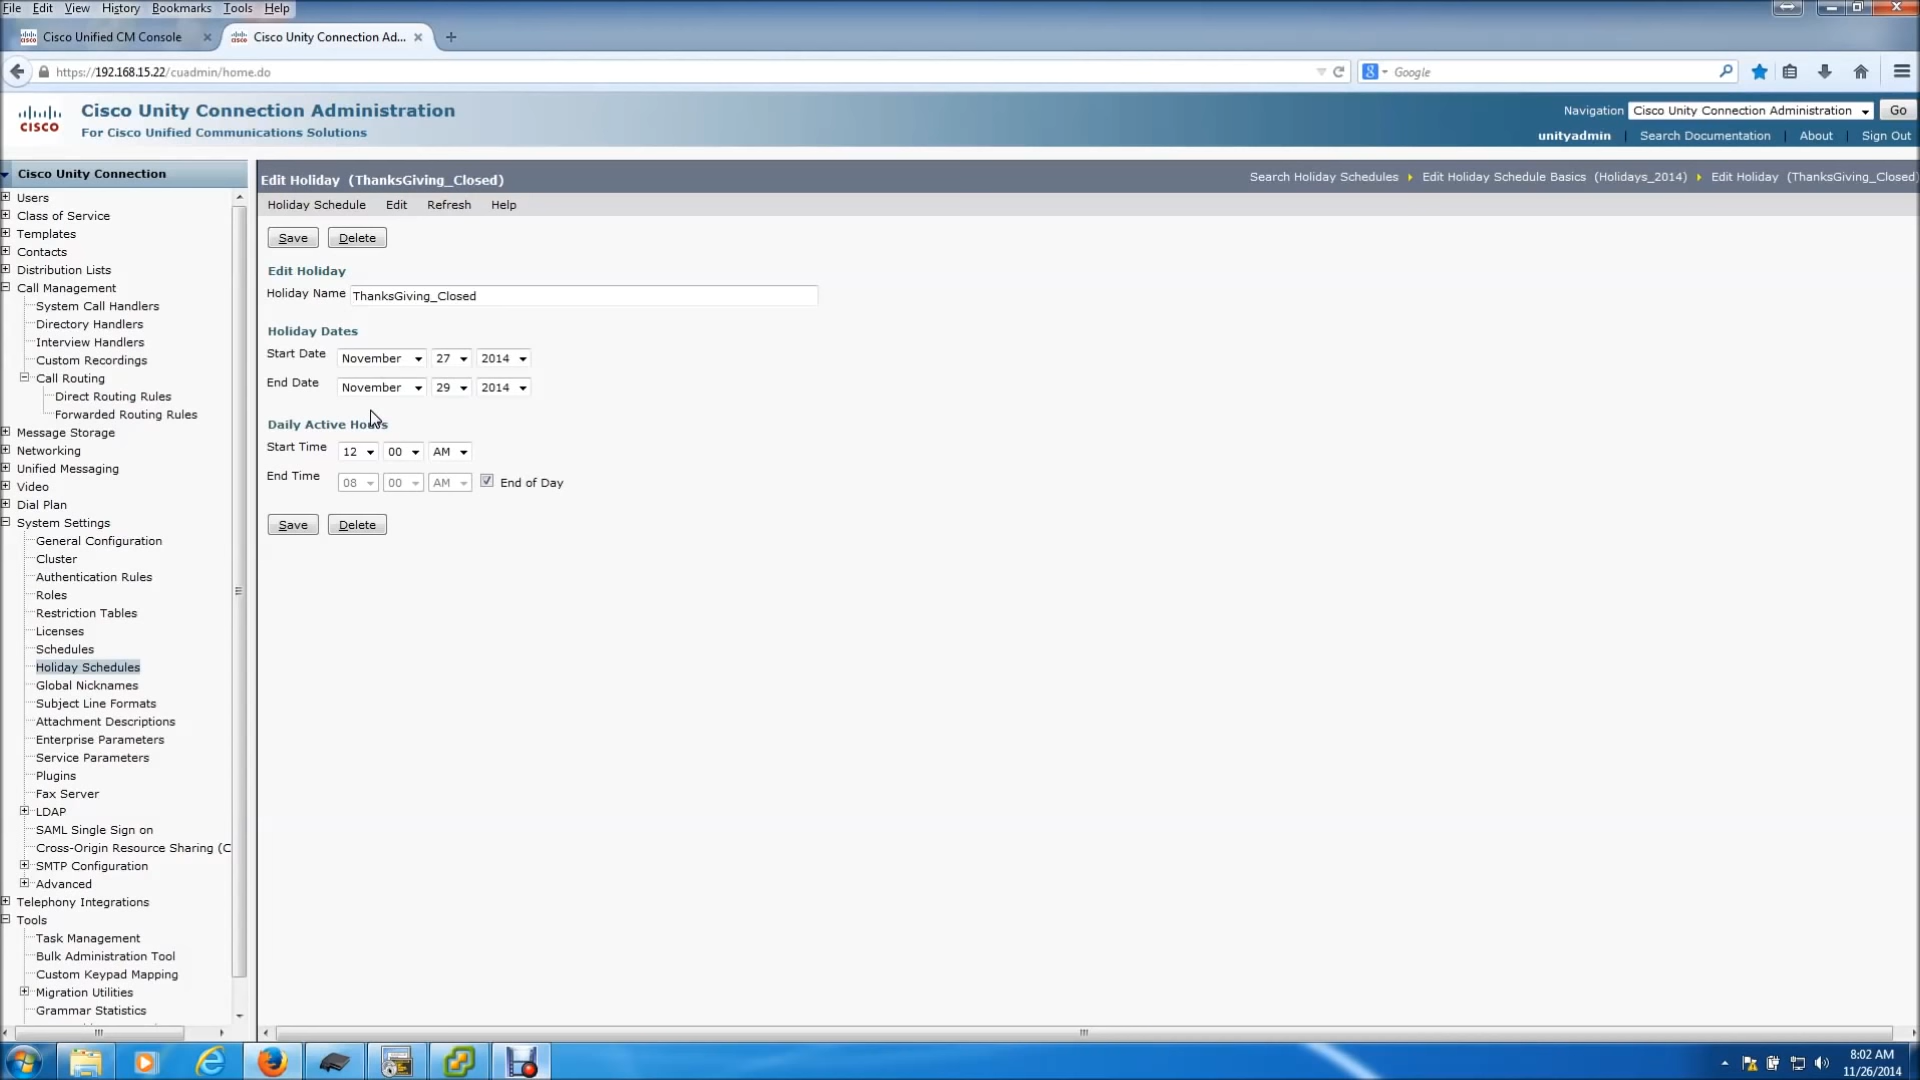 File Edit View History Bookmarks Tools Help
Cisco Unified CM Console × Cisco Unity Connection Ad... × +
https://192.168.15.22/cuadmin/home.do Google
Cisco Unity Connection Administration
For Cisco Unified Communications Solutions
CISCO
Navigation Cisco Unity Connection Administration Go
unityadmin | Search Documentation | About | Sign Out
Cisco Unity Connection
Users
Class of Service
Templates
Contacts
Distribution Lists
Call Management
System Call Handlers
Directory Handlers
Interview Handlers
Custom Recordings
Call Routing
Direct Routing Rules
Forwarded Routing Rules
Message Storage
Networking
Unified Messaging
Video
Dial Plan
System Settings
General Configuration
Cluster
Authentication Rules
Roles
Restriction Tables
Licenses
Schedules
Holiday Schedules
Global Nicknames
Subject Line Formats
Attachment Descriptions
Enterprise Parameters
Service Parameters
Plugins
Fax Server
LDAP
SAML Single Sign on
Cross-Origin Resource Sharing (C
SMTP Configuration
Advanced
Telephony Integrations
Tools
Task Management
Bulk Administration Tool
Custom Keypad Mapping
Migration Utilities
Grammar Statistics
Edit Holiday (ThanksGiving_Closed)
Search Holiday Schedules Edit Holiday Schedule Basics (Holidays_2014) Edit Holiday (ThanksGiving_Closed)
Holiday Schedule Edit Refresh Help
Save Delete
Edit Holiday
Holiday Name ThanksGiving_Closed
Holiday Dates
Start Date November 27 2014
End Date November 29 2014
Daily Active Hours
Start Time 12 00 AM
End Time 08 00 AM End of Day
Save Delete
8:02 AM
11/26/2014